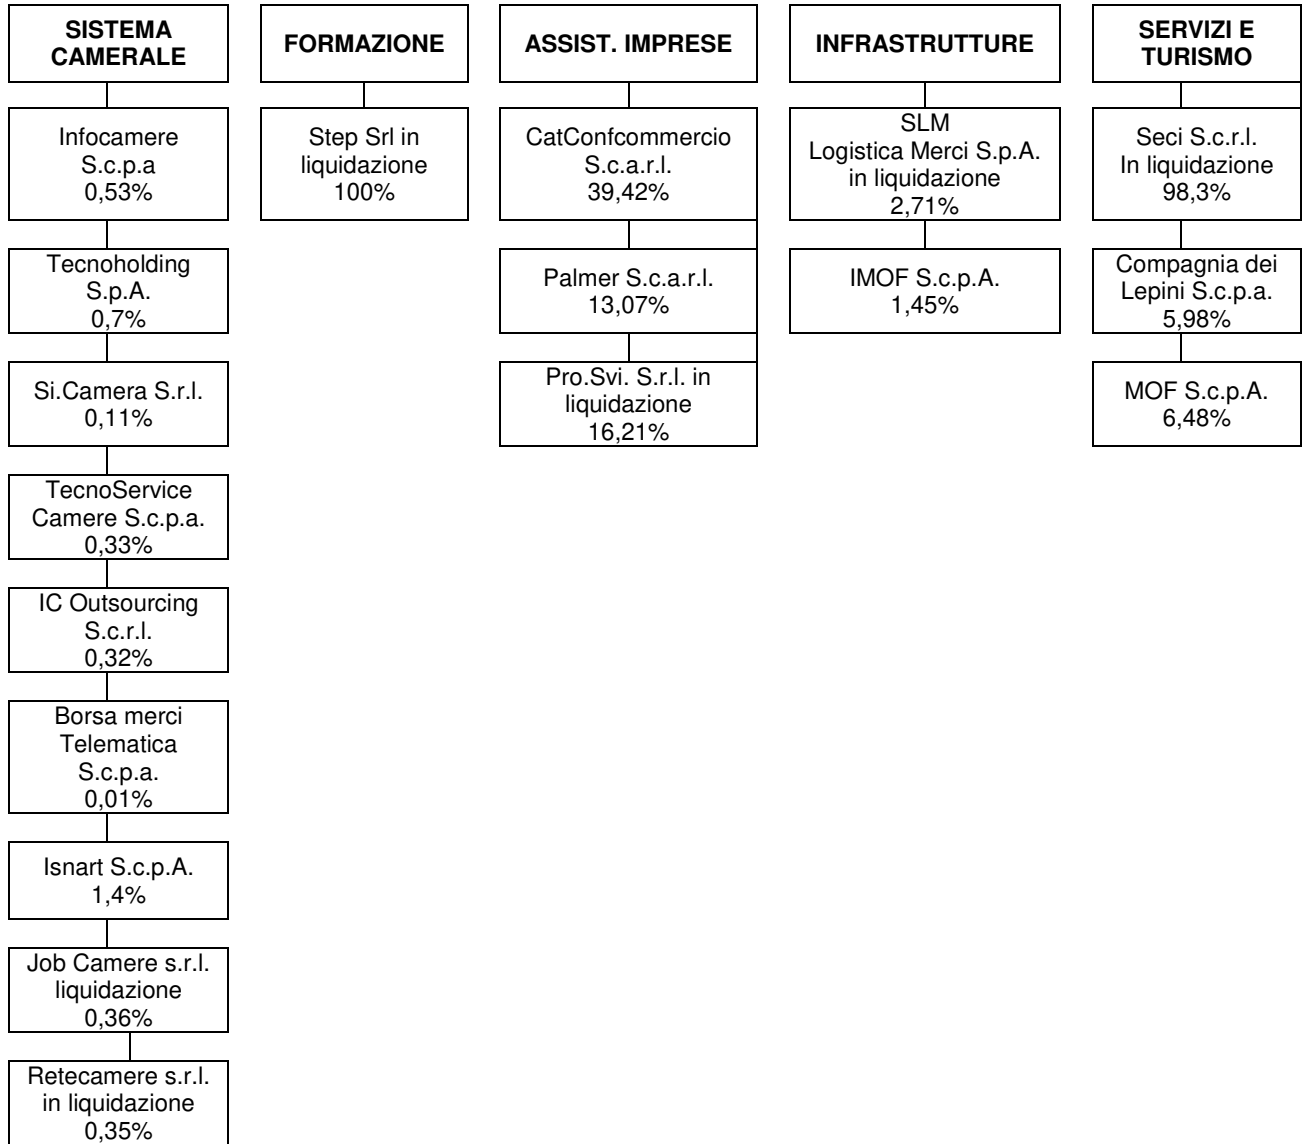 SISTEMA
CAMERALE
Infocamere
S.c.p.a
0,53%
Tecnoholding
S.p.A.
0,7%
Si.Camera S.r.l.
0,11%
TecnoService
Camere S.c.p.a.
0,33%
IC Outsourcing
S.c.r.l.
0,32%
Borsa merci
Telematica
S.c.p.a.
0,01%
Isnart S.c.p.A.
1,4%
Job Camere s.r.l.
liquidazione
0,36%
Retecamere s.r.l.
in liquidazione
0,35%
FORMAZIONE
Step Srl in
liquidazione
100%
ASSIST. IMPRESE
CatConfcommercio
S.c.a.r.l.
39,42%
Palmer S.c.a.r.l.
13,07%
Pro.Svi. S.r.l. in
liquidazione
16,21%
INFRASTRUTTURE
SLM
Logistica Merci S.p.A.
in liquidazione
2,71%
IMOF S.c.p.A.
1,45%
SERVIZI E
TURISMO
Seci S.c.r.l.
In liquidazione
98,3%
Compagnia dei
Lepini S.c.p.a.
5,98%
MOF S.c.p.A.
6,48%